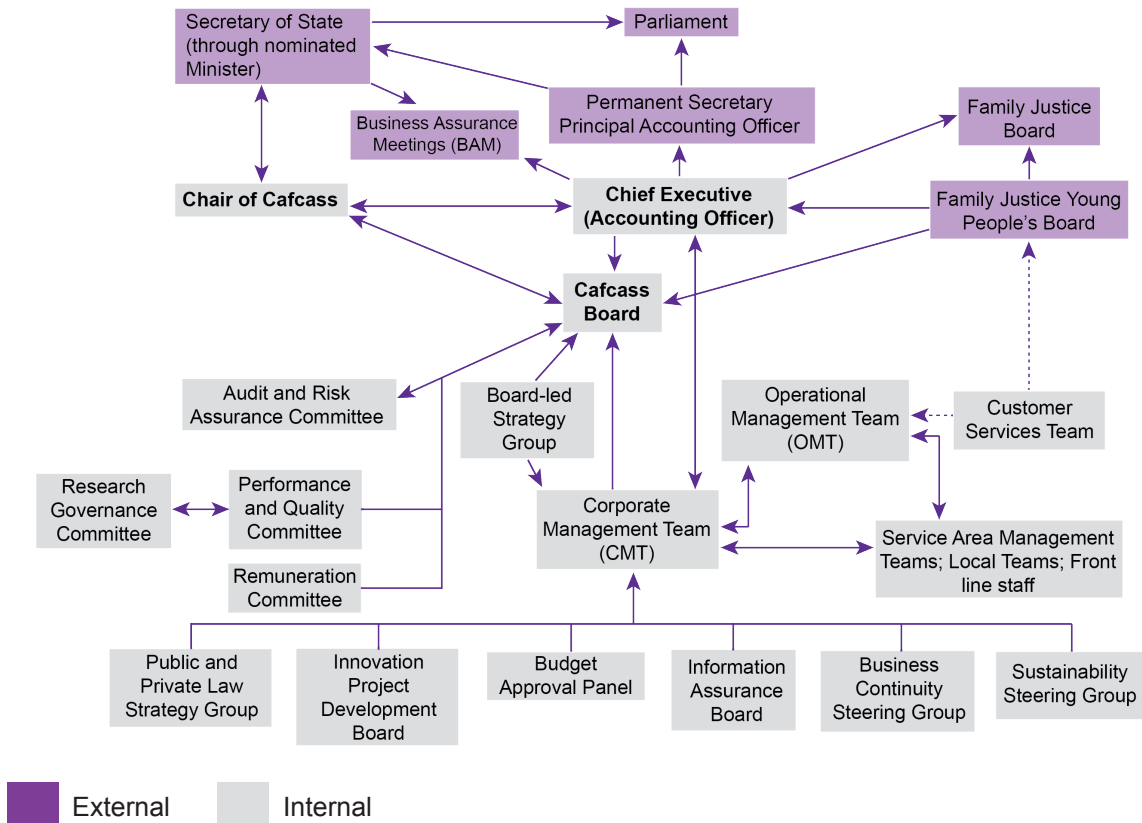 Secretary of State
(through nominated
Minister)
Parliament
Permanent Secretary
Principal Accounting Officer
Business Assurance
Meetings (BAM)
Family Justice
Board
Chair of Cafcass
Chief Executive
(Accounting Officer)
Family Justice Young
People’s Board
Cafcass
Board
Audit and Risk
Assurance Committee
Board-led
Strategy
Group
Operational
Management Team
(OMT)
Customer
Services Team
Research
Governance
Committee
Performance
and Quality
Committee
Corporate
Management Team
(CMT)
Service Area Management
Teams; Local Teams; Front
line staff
Remuneration
Committee
Public and
Private Law
Strategy Group
Innovation
Project
Development
Board
Budget
Approval Panel
Information
Assurance
Board
Business
Continuity
Steering Group
Sustainability
Steering Group
External
Internal